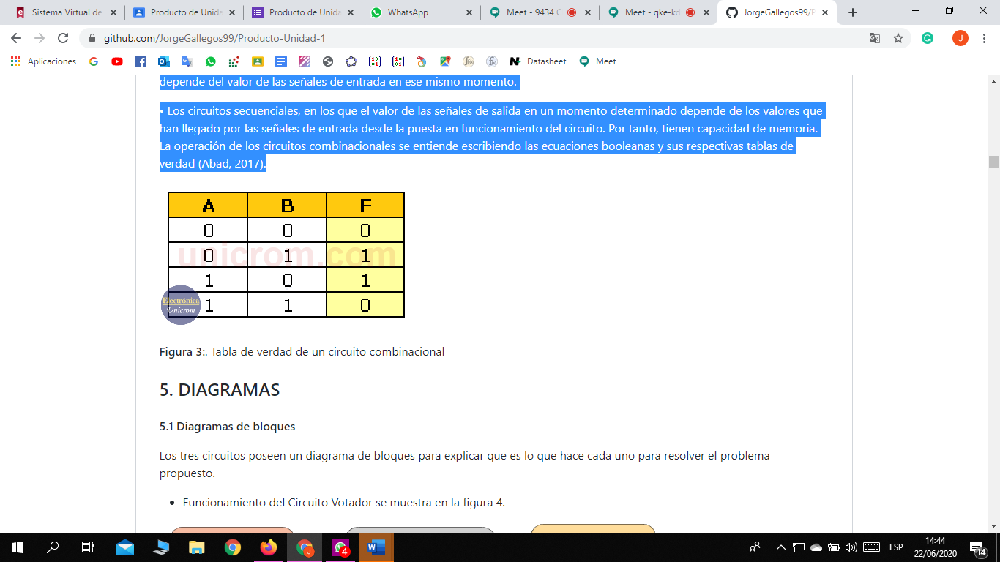 Sistema Virtual de
Producto de Unida
Producto de Unida
WhatsApp
Meet - 9434 C
Meet - qke-kd
JorgeGallegos99/P
github.com/JorgeGallegos99/Producto-Unidad-1
J
Aplicaciones
Datasheet
Meet
depende del valor de las señales de entrada en ese mismo momento.
• Los circuitos secuenciales, en los que el valor de las señales de salida en un momento determinado depende de los valores que
han llegado por las señales de entrada desde la puesta en funcionamiento del circuito. Por tanto, tienen capacidad de memoria.
La operación de los circuitos combinacionales se entiende escribiendo las ecuaciones booleanas y sus respectivas tablas de
verdad (Abad, 2017).
A B F
0 0 0
0 1 1
unicrom.com
1 0 1
1 1 0
Electrónica
Unicrom
Figura 3:. Tabla de verdad de un circuito combinacional
5. DIAGRAMAS
5.1 Diagramas de bloques
Los tres circuitos poseen un diagrama de bloques para explicar que es lo que hace cada uno para resolver el problema
propuesto.
• Funcionamiento del Circuito Votador se muestra en la figura 4.
J
4
ESP
14:44
22/06/2020
14